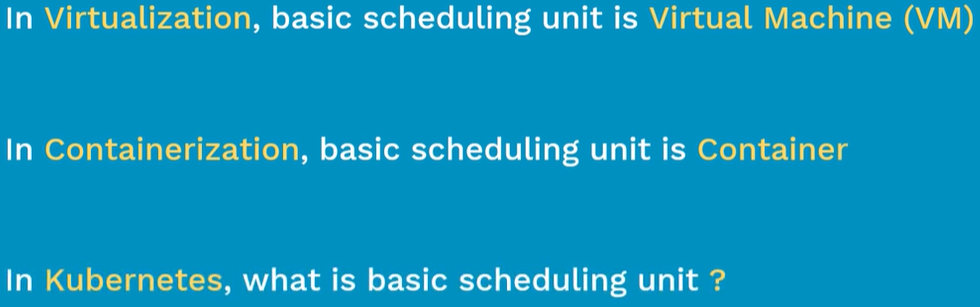 In Virtualization, basic scheduling unit is Virtual Machine (VM)
In Containerization, basic scheduling unit is Container
In Kubernetes, what is basic scheduling unit ?